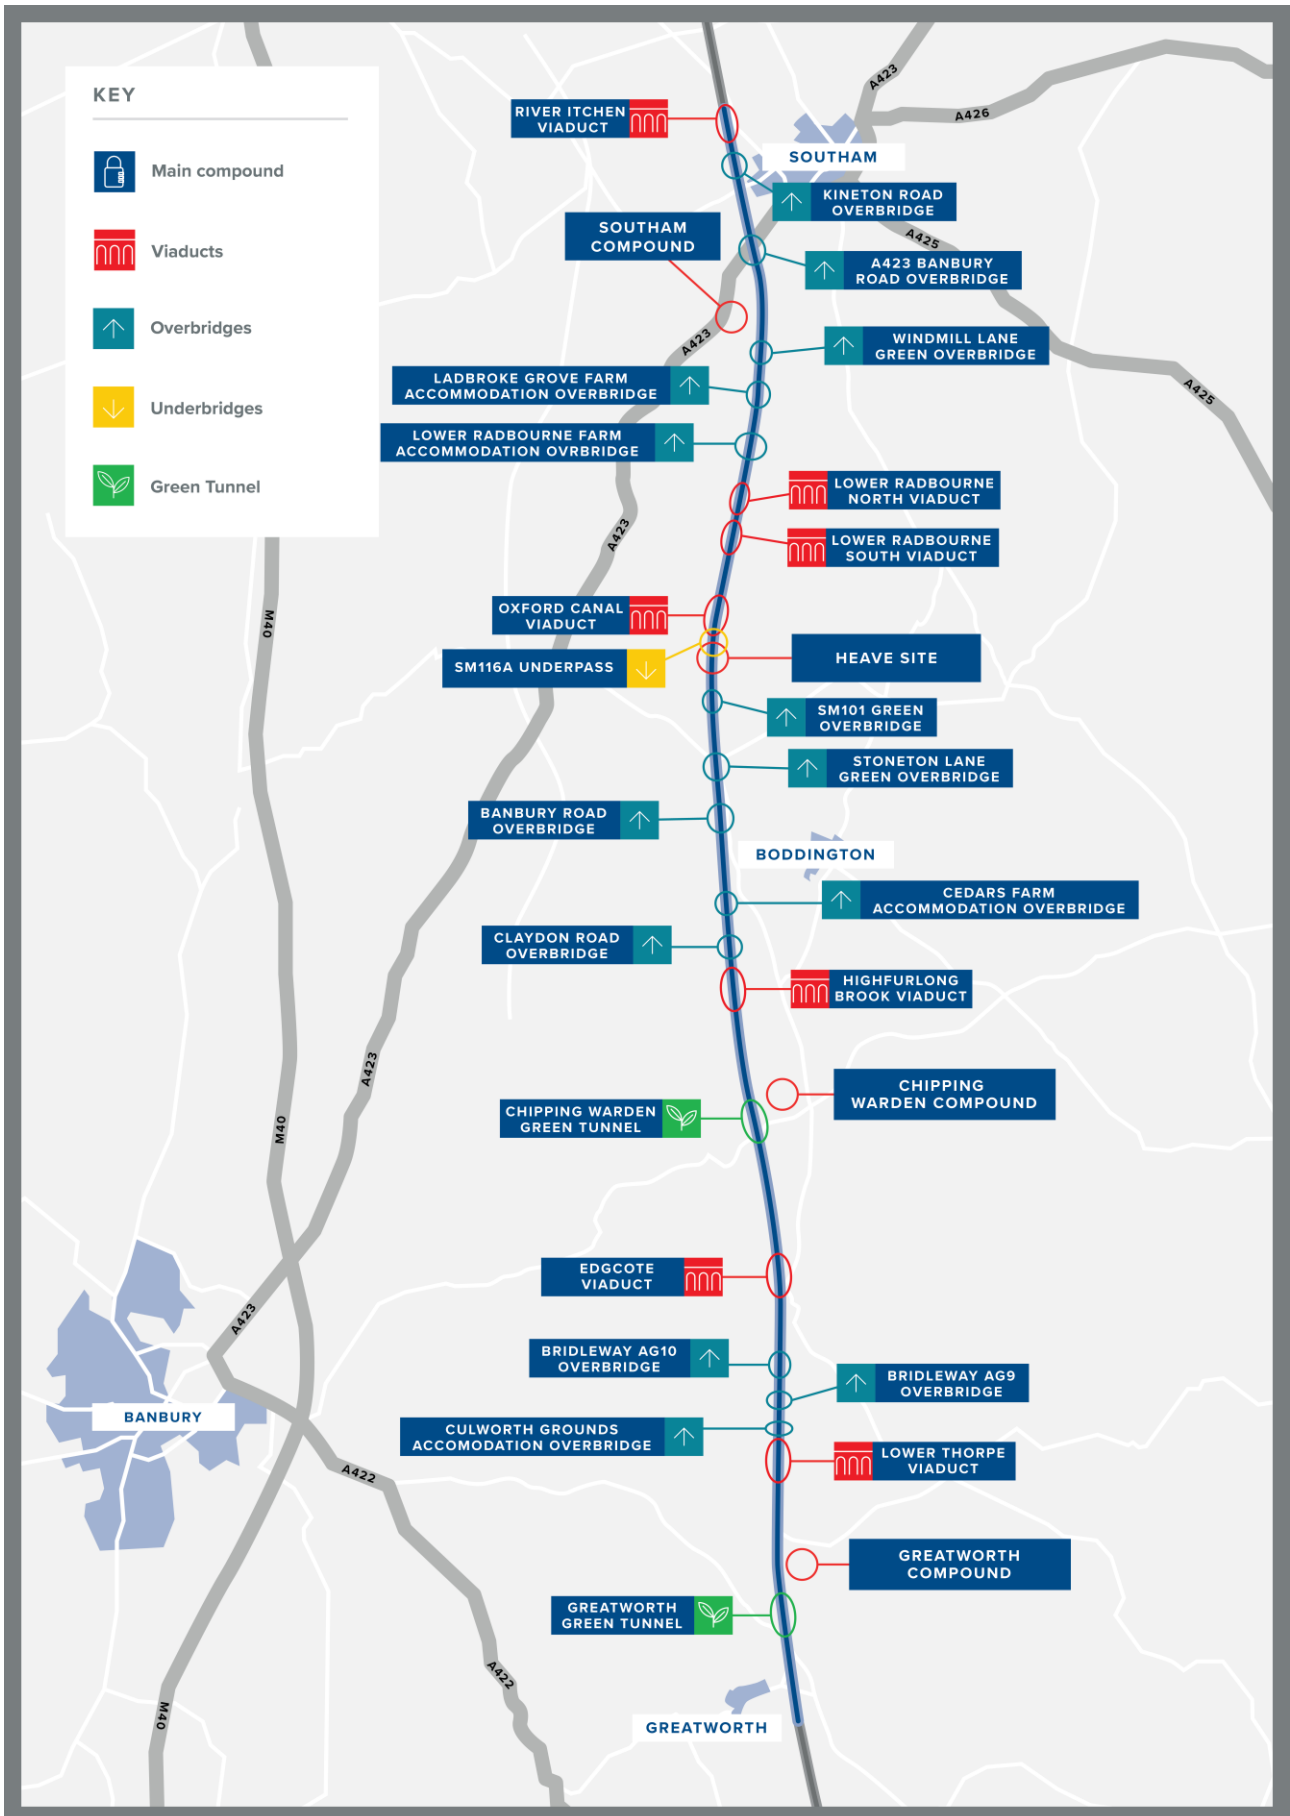 KEY
Main compound
Viaducts
Overbridges
Underbridges
Green Tunnel
A423
A426
RIVER ITCHEN
VIADUCT
SOUTHAM
KINETON ROAD
OVERBRIDGE
SOUTHAM
COMPOUND
A425
A423 BANBURY
ROAD OVERBRIDGE
A423
WINDMILL LANE
GREEN OVERBRIDGE
LADBROKE GROVE FARM
ACCOMMODATION OVERBRIDGE
A425
LOWER RADBOURNE FARM
ACCOMMODATION OVRBRIDGE
LOWER RADBOURNE
NORTH VIADUCT
A423
LOWER RADBOURNE
SOUTH VIADUCT
M40
OXFORD CANAL
VIADUCT
SM116A UNDERPASS
HEAVE SITE
SM101 GREEN
OVERBRIDGE
STONETON LANE
GREEN OVERBRIDGE
BANBURY ROAD
OVERBRIDGE
BODDINGTON
CEDARS FARM
ACCOMMODATION OVERBRIDGE
CLAYDON ROAD
OVERBRIDGE
HIGHFURLONG
BROOK VIADUCT
A423
CHIPPING
WARDEN COMPOUND
M40
CHIPPING WARDEN
GREEN TUNNEL
EDGCOTE
VIADUCT
A423
BRIDLEWAY AG10
OVERBRIDGE
BRIDLEWAY AG9
OVERBRIDGE
BANBURY
CULWORTH GROUNDS
ACCOMODATION OVERBRIDGE
LOWER THORPE
VIADUCT
A422
GREATWORTH
COMPOUND
GREATWORTH
GREEN TUNNEL
A422
M40
GREATWORTH